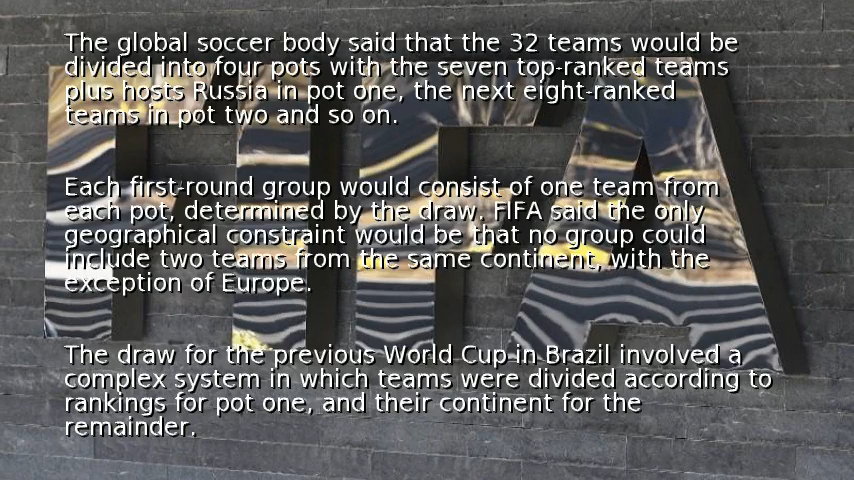 The global soccer body said that the 32 teams would be
divided into four pots with the seven top-ranked teams
plus hosts Russia in pot one, the next eight-ranked
teams in pot two and so on.
Each first-round group would consist of one team from
each pot, determined by the draw. FIFA said the only
geographical constraint would be that no group could
include two teams from the same continent, with the
exception of Europe.
The draw for the previous World Cup in Brazil involved a
complex system in which teams were divided according to
rankings for pot one, and their continent for the
remainder.
FIFA